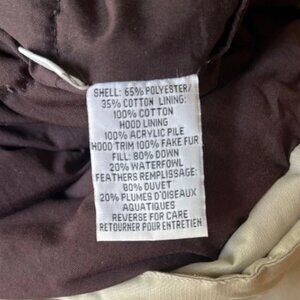 SHELL: 65% POLYESTER/
35% COTTON LINING:
100% COTTON
HOOD LINING
100% ACRYLIC PILE
HOOD TRIM 100% FAKE FUR
FILL: 80% DOWN
20% WATERFOWL
FEATHERS REMPLISSAGE:
80% DUVET
20% PLUMES D'OISEAUX
AQUATIQUES
REVERSE FOR CARE
RETOURNER POUR ENTRETIEN